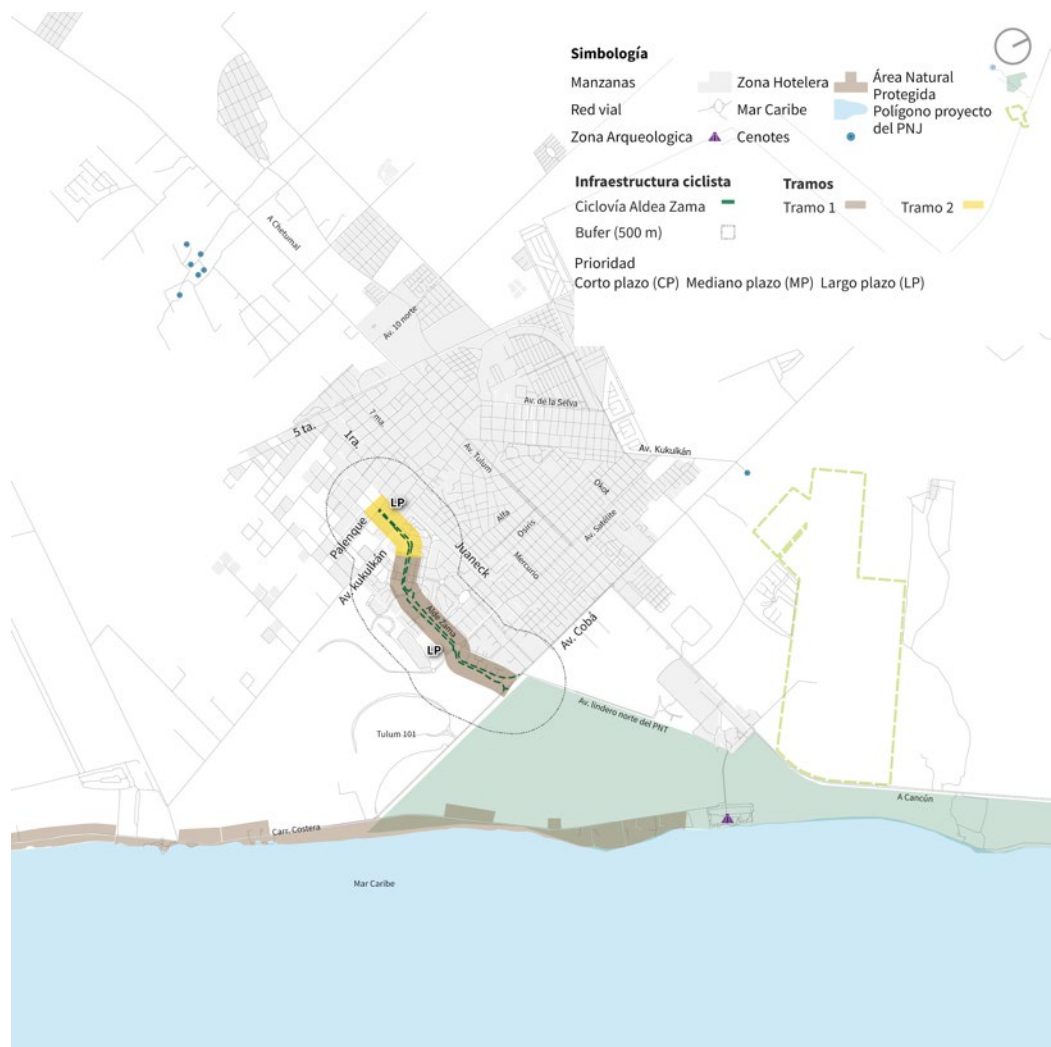 Simbología
Manzanas
Zona Hotelera
Área Natural
Protegida
Red vial
Mar Caribe
Polígono proyecto
del PNJ
Zona Arqueologica
Cenotes
Infraestructura ciclista
Tramos
Ciclovía Aldea Zama
Tramo 1
Tramo 2
Bufer (500 m)
Prioridad
Corto plazo (CP) Mediano plazo (MP) Largo plazo (LP)
A Chetumal
Av. 10 norte
Av. de la Selva
7 ma.
5 ta.
1ra.
Av. Tulum
Av. Kukulkán
Okot
LP
Alfa
Osiris
Av. Satélite
Palenque
Av. kukulkán
Juaneck
Mercurio
Alde Zama
Av. Cobá
LP
Av. lindero norte del PNT
Tulum 101
A Cancún
Carr. Costera
Mar Caribe